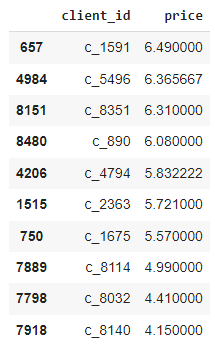 client_id price
657 c_1591 6.490000
4984 c_5496 6.365667
8151 c_8351 6.310000
8480 c_890 6.080000
4206 c_4794 5.832222
1515 c_2363 5.721000
750 c_1675 5.570000
7889 c_8114 4.990000
7798 c_8032 4.410000
7918 c_8140 4.150000